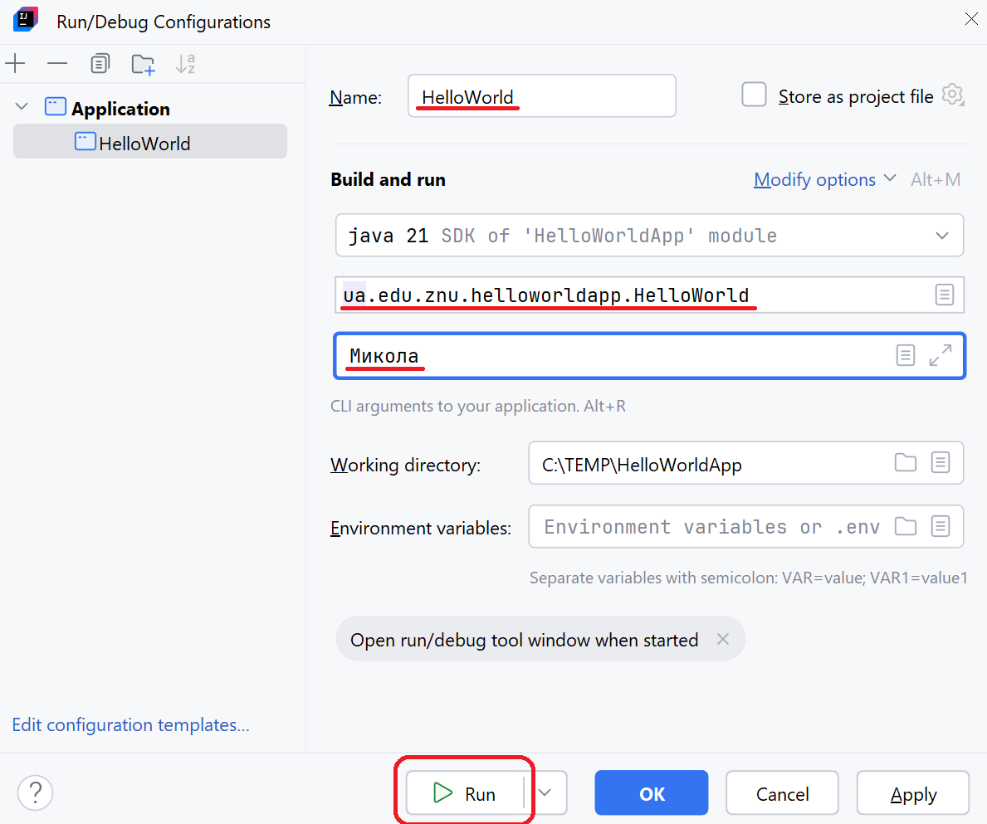 Run/Debug Configurations
Application
HelloWorld
Name: HelloWorld
Store as project file
Build and run
Modify options Alt+M
java 21 SDK of 'HelloWorldApp' module
ua.edu.znu.helloworldapp.HelloWorld
Микола
CLI arguments to your application. Alt+R
Working directory: C:\TEMP\HelloWorldApp
Environment variables: Environment variables or .env
Separate variables with semicolon: VAR=value; VAR1=value1
Open run/debug tool window when started
Edit configuration templates...
? Run OK Cancel Apply